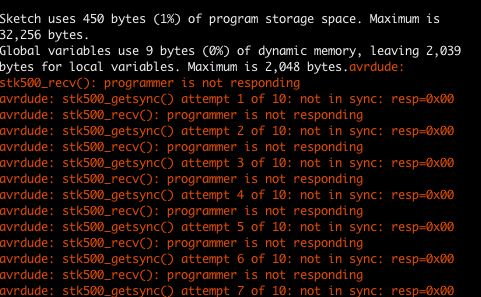 Sketch uses 450 bytes (1%) of program storage space. Maximum is
32,256 bytes.
Global variables use 9 bytes (0%) of dynamic memory, leaving 2,039
bytes for local variables. Maximum is 2,048 bytes.avrdude:
stk500_recv(): programmer is not responding
avrdude: stk500_getsync() attempt 1 of 10: not in sync: resp=0x00
avrdude: stk500_recv(): programmer is not responding
avrdude: stk500_getsync() attempt 2 of 10: not in sync: resp=0x00
avrdude: stk500_recv(): programmer is not responding
avrdude: stk500_getsync() attempt 3 of 10: not in sync: resp=0x00
avrdude: stk500_recv(): programmer is not responding
avrdude: stk500_getsync() attempt 4 of 10: not in sync: resp=0x00
avrdude: stk500_recv(): programmer is not responding
avrdude: stk500_getsync() attempt 5 of 10: not in sync: resp=0x00
avrdude: stk500_recv(): programmer is not responding
avrdude: stk500_getsync() attempt 6 of 10: not in sync: resp=0x00
avrdude: stk500_recv(): programmer is not responding
avrdude: stk500_getsync() attempt 7 of 10: not in sync: resp=0x00